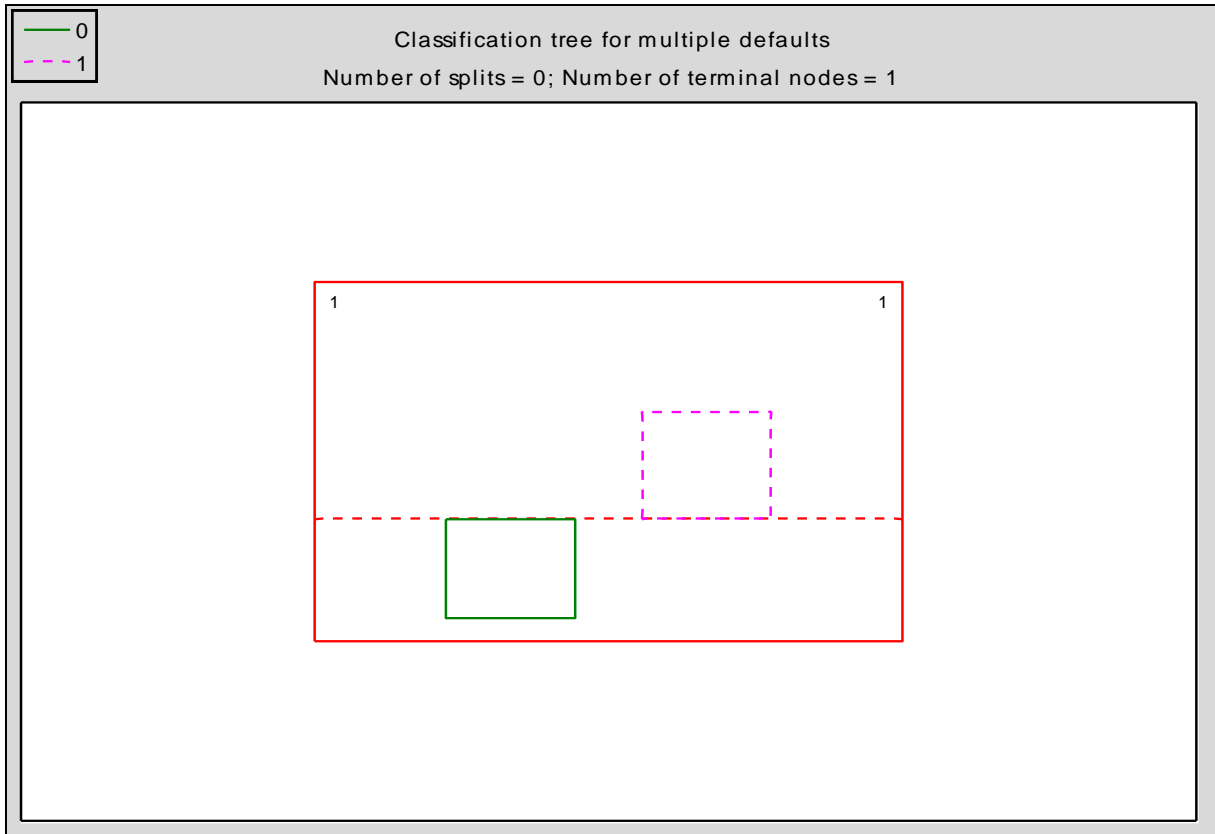 0
1
Classification tree for multiple defaults
Number of splits = 0; Number of terminal nodes = 1
1 1